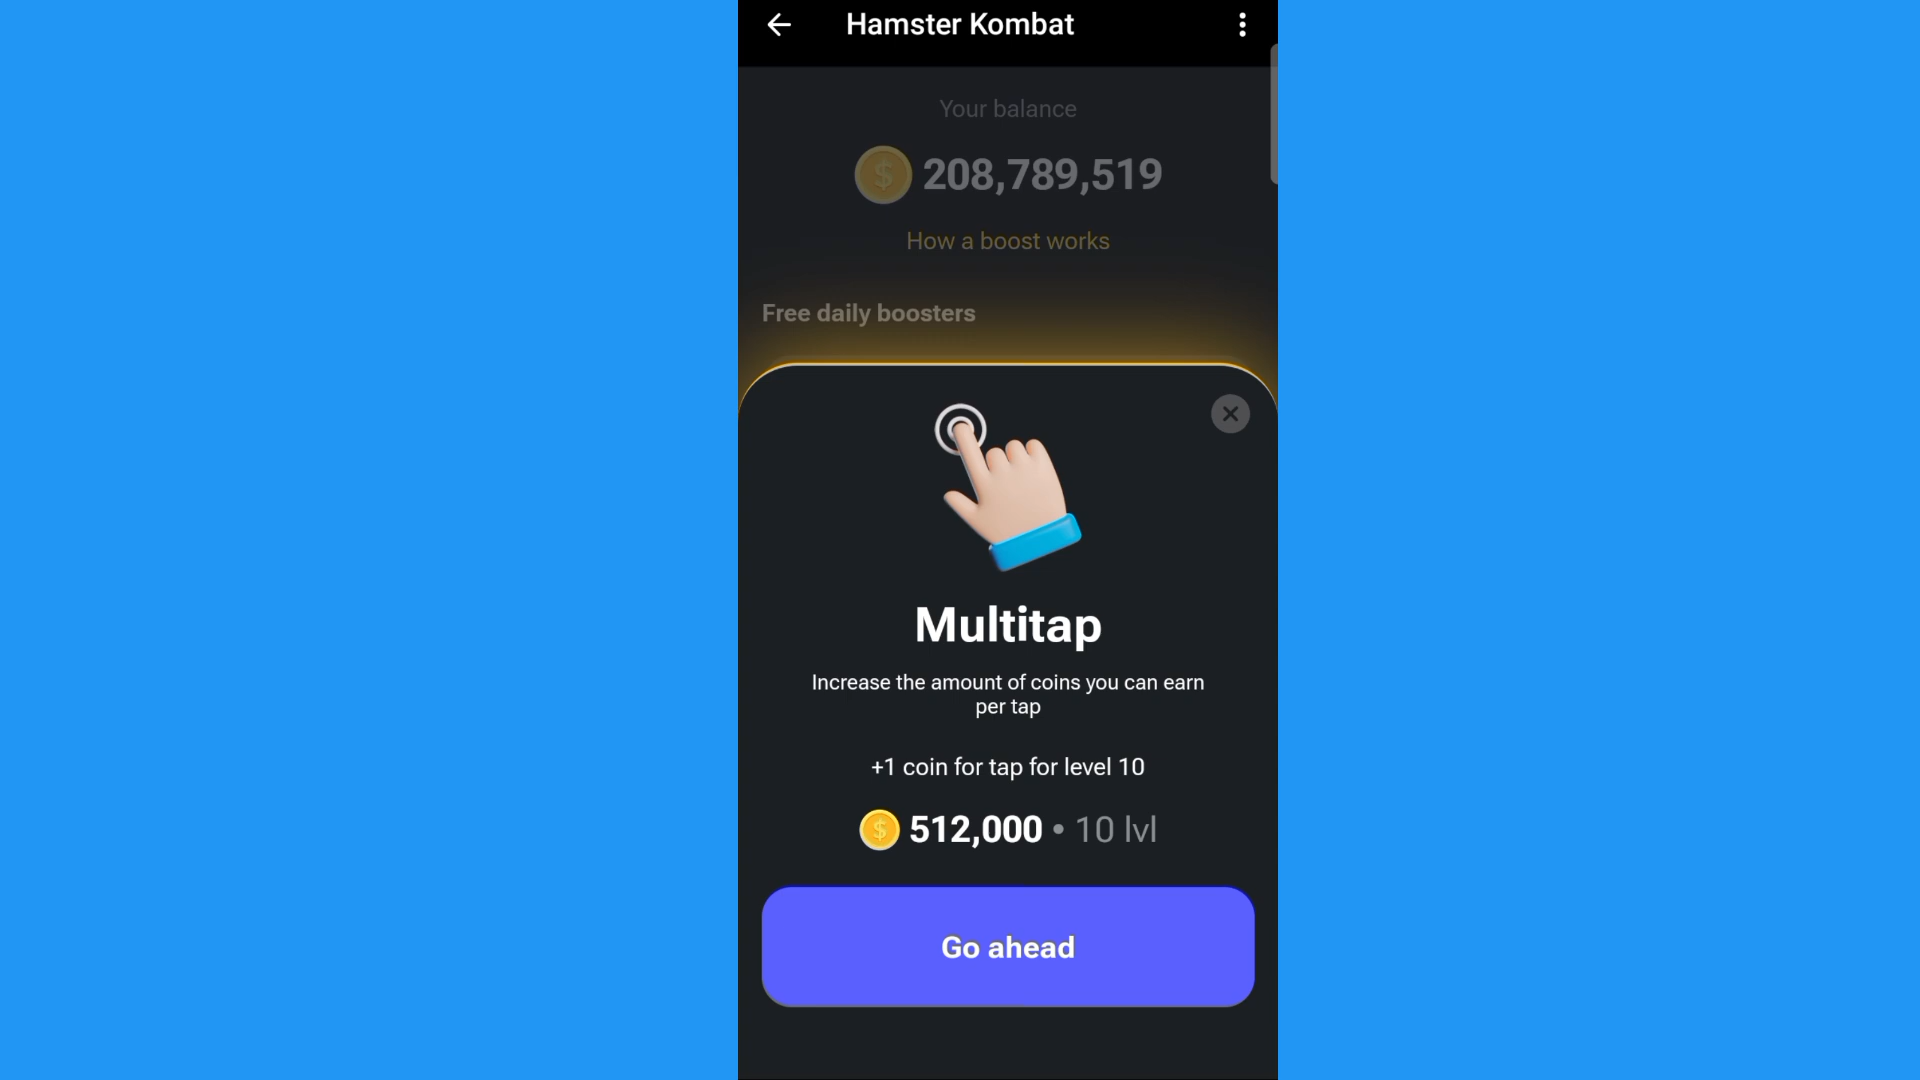 Hamster Kombat
Your balance
208,789,519
How a boost works
Free daily boosters
Multitap
Increase the amount of coins you can earn
per tap
+1 coin for tap for level 10
512,000 • 10 lvl
Go ahead